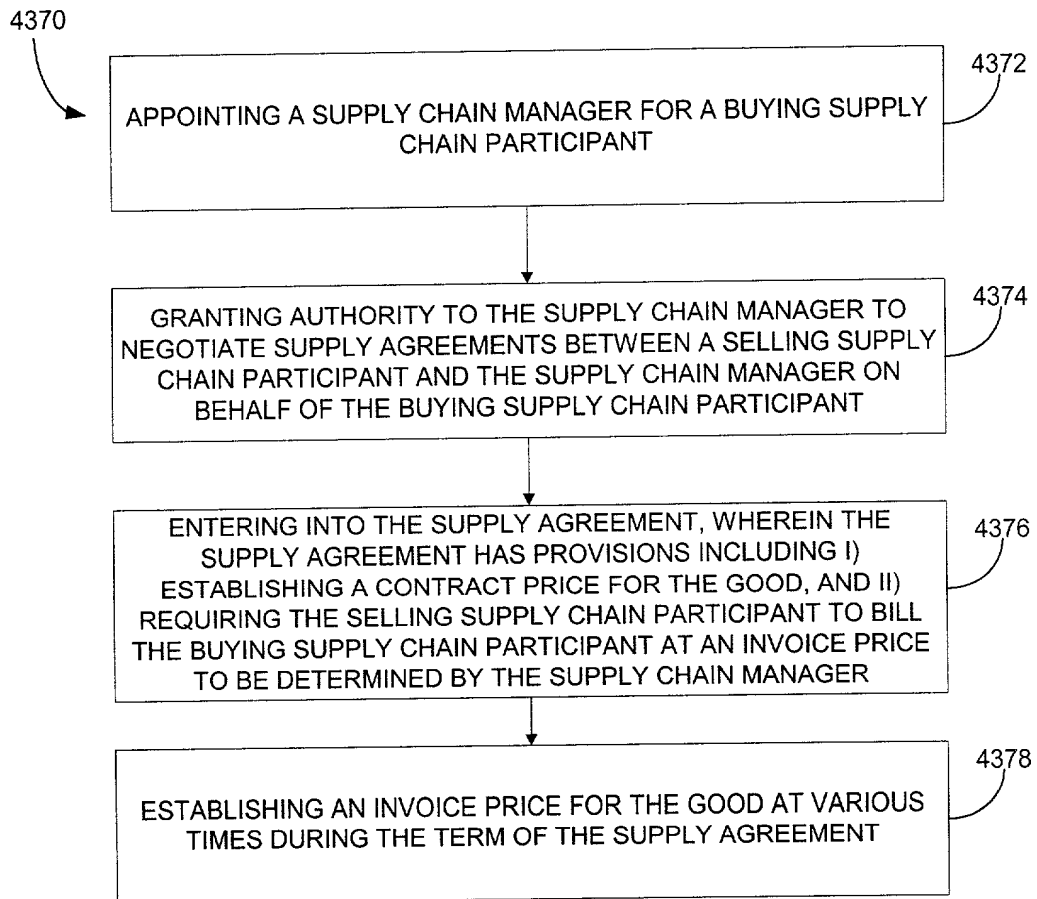 4370
4372
APPOINTING A SUPPLY CHAIN MANAGER FOR A BUYING SUPPLY
CHAIN PARTICIPANT
4374
GRANTING AUTHORITY TO THE SUPPLY CHAIN MANAGER TO
NEGOTIATE SUPPLY AGREEMENTS BETWEEN A SELLING SUPPLY
CHAIN PARTICIPANT AND THE SUPPLY CHAIN MANAGER ON
BEHALF OF THE BUYING SUPPLY CHAIN PARTICIPANT
4376
ENTERING INTO THE SUPPLY AGREEMENT, WHEREIN THE
SUPPLY AGREEMENT HAS PROVISIONS INCLUDING I)
ESTABLISHING A CONTRACT PRICE FOR THE GOOD, AND II)
REQUIRING THE SELLING SUPPLY CHAIN PARTICIPANT TO BILL
THE BUYING SUPPLY CHAIN PARTICIPANT AT AN INVOICE PRICE
TO BE DETERMINED BY THE SUPPLY CHAIN MANAGER
4378
ESTABLISHING AN INVOICE PRICE FOR THE GOOD AT VARIOUS
TIMES DURING THE TERM OF THE SUPPLY AGREEMENT